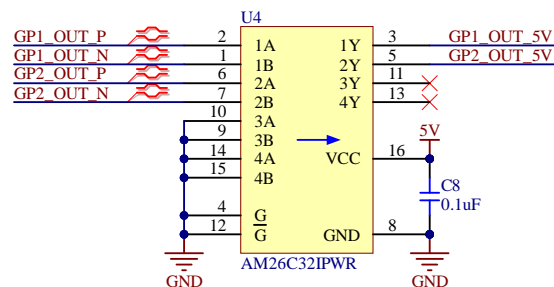 U4
GP1_OUT_P 2 1A 1Y 3 GP1_OUT_5V
GP1_OUT_N 1 1B 2Y 5 GP2_OUT_5V
GP2_OUT_P 6 2A 3Y 11
GP2_OUT_N 7 2B 4Y 13
10 3A
9 3B 5V
14 4A VCC 16
15 4B C8
0.1uF
4 G
12 G GND 8
GND AM26C32IPWR GND